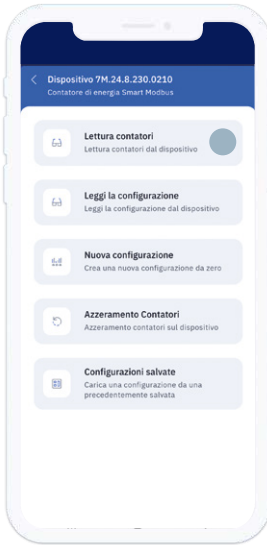 Dispositivo 7M.24.8.230.0210
Contatore di energia Smart Modbus
Lettura contatori
Lettura contatori dal dispositivo
Leggi la configurazione
Leggi la configurazione dal dispositivo
Nuova configurazione
Crea una nuova configurazione da zero
Azzeramento Contatori
Azzeramento contatori sul dispositivo
Configurazioni salvate
Carica una configurazione da una
precedentemente salvata